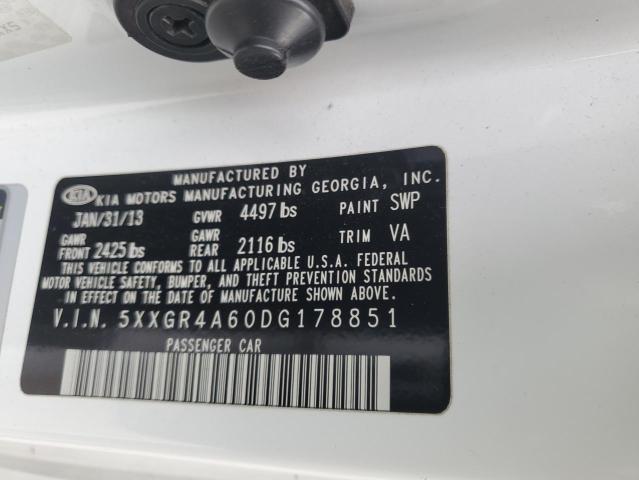 MANUFACTURED BY
KIA KIA MOTORS MANUFACTURING GEORGIA, INC.
JAN/31/13 GVWR 4497 lbs PAINT SWP
GAWR FRONT 2425 lbs GAWR REAR 2116 lbs TRIM VA
THIS VEHICLE CONFORMS TO ALL APPLICABLE U.S.A. FEDERAL
MOTOR VEHICLE SAFETY, BUMPER, AND THEFT PREVENTION STANDARDS
IN EFFECT ON THE DATE OF MANUFACTURE SHOWN ABOVE.
V.I.N. 5XXGR4A60DG178851
PASSENGER CAR